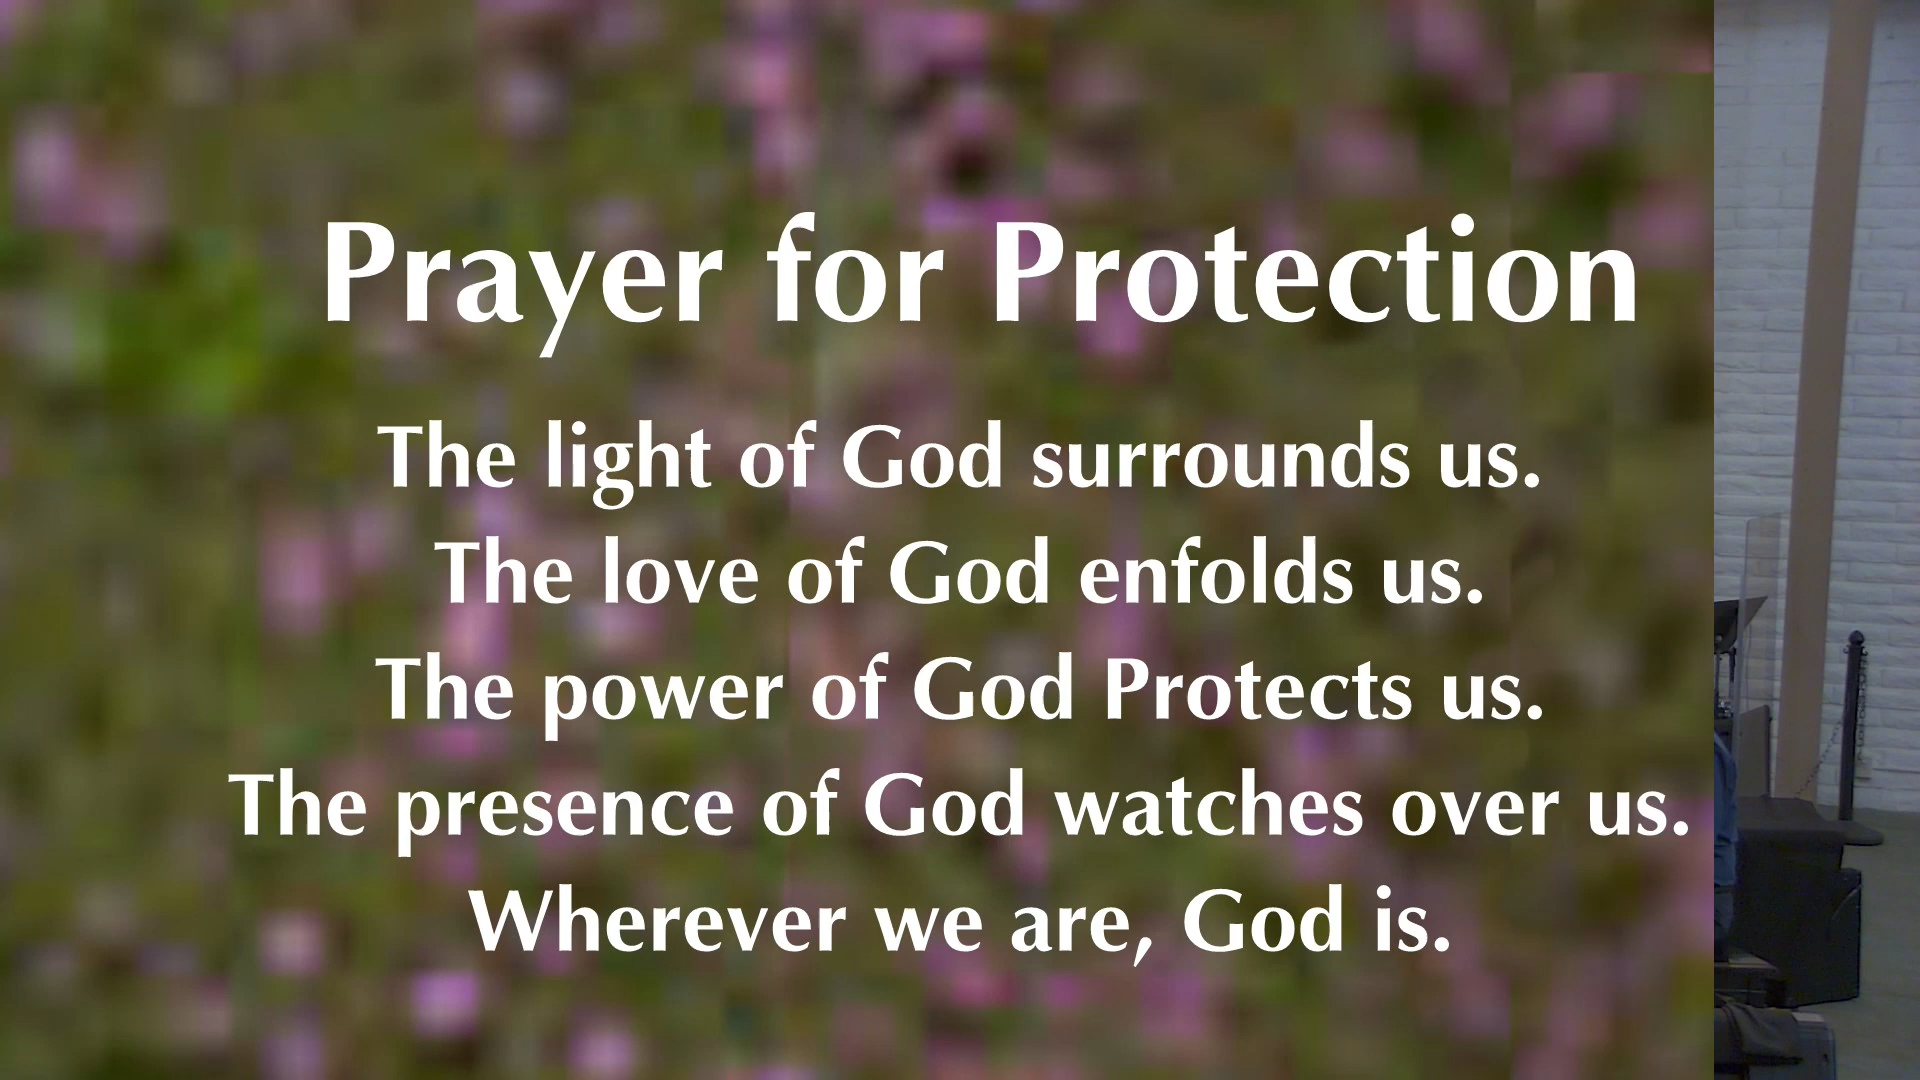 Prayer for Protection
The light of God surrounds us.
The love of God enfolds us.
The power of God Protects us.
The presence of God watches over us.
Wherever we are, God is.